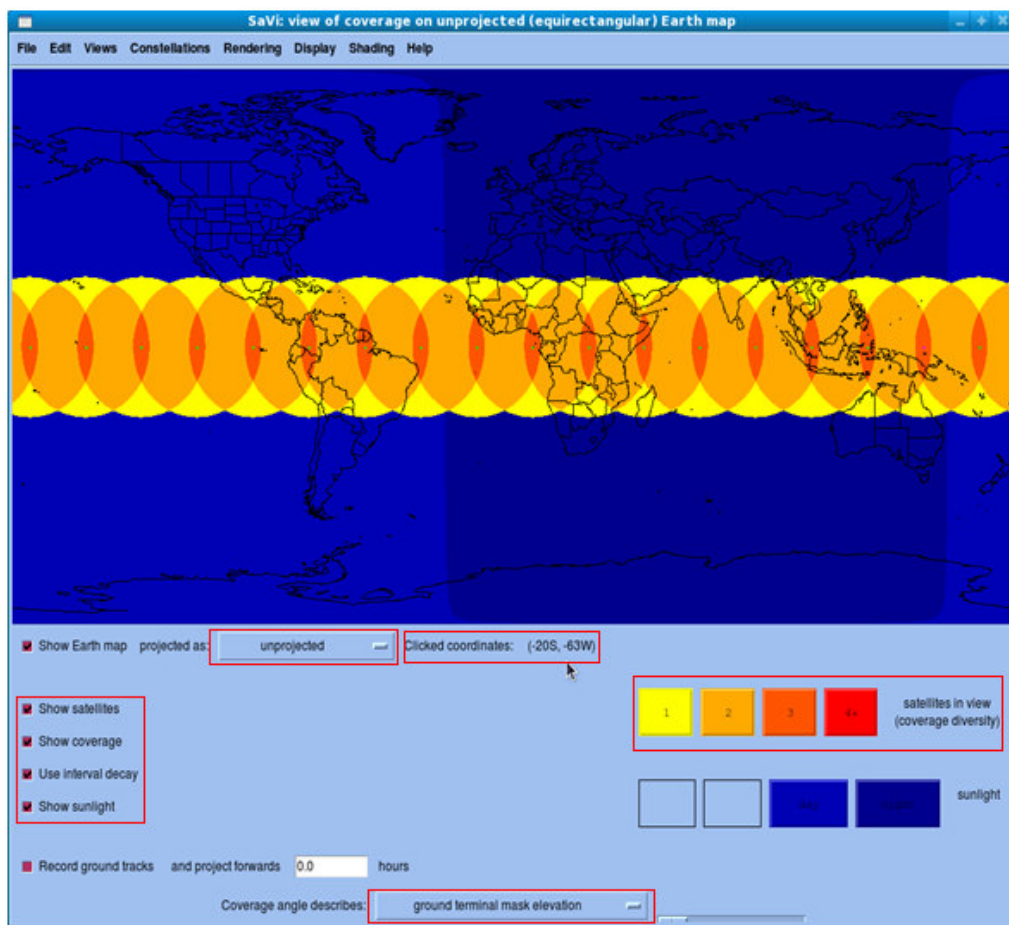 SaVi: view of coverage on unprojected (equirectangular) Earth map
File Edit Views Constellations Rendering Display Shading Help
Show Earth map projected as: unprojected Clicked coordinates: (-20S, -63W)
Show satellites
Show coverage
Use interval decay
Show sunlight
1 2 3 4+
satellites in view
(coverage diversity)
sunlight
Record ground tracks and project forwards 0.0 hours
Coverage angle describes: ground terminal mask elevation